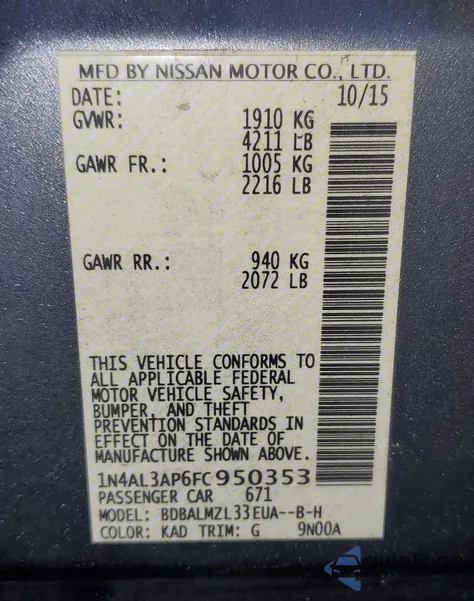 MFD BY NISSAN MOTOR CO., LTD.
DATE: 10/15
GVWR: 1910 KG
4211 LB
GAWR FR.: 1005 KG
2216 LB
GAWR RR.: 940 KG
2072 LB
THIS VEHICLE CONFORMS TO
ALL APPLICABLE FEDERAL
MOTOR VEHICLE SAFETY,
BUMPER, AND THEFT
PREVENTION STANDARDS IN
EFFECT ON THE DATE OF
MANUFACTURE SHOWN ABOVE.
1N4AL3AP6FC950353
PASSENGER CAR 671
MODEL: BDBALMZL33EUA--B-H
COLOR: KAD TRIM: G 9N00A